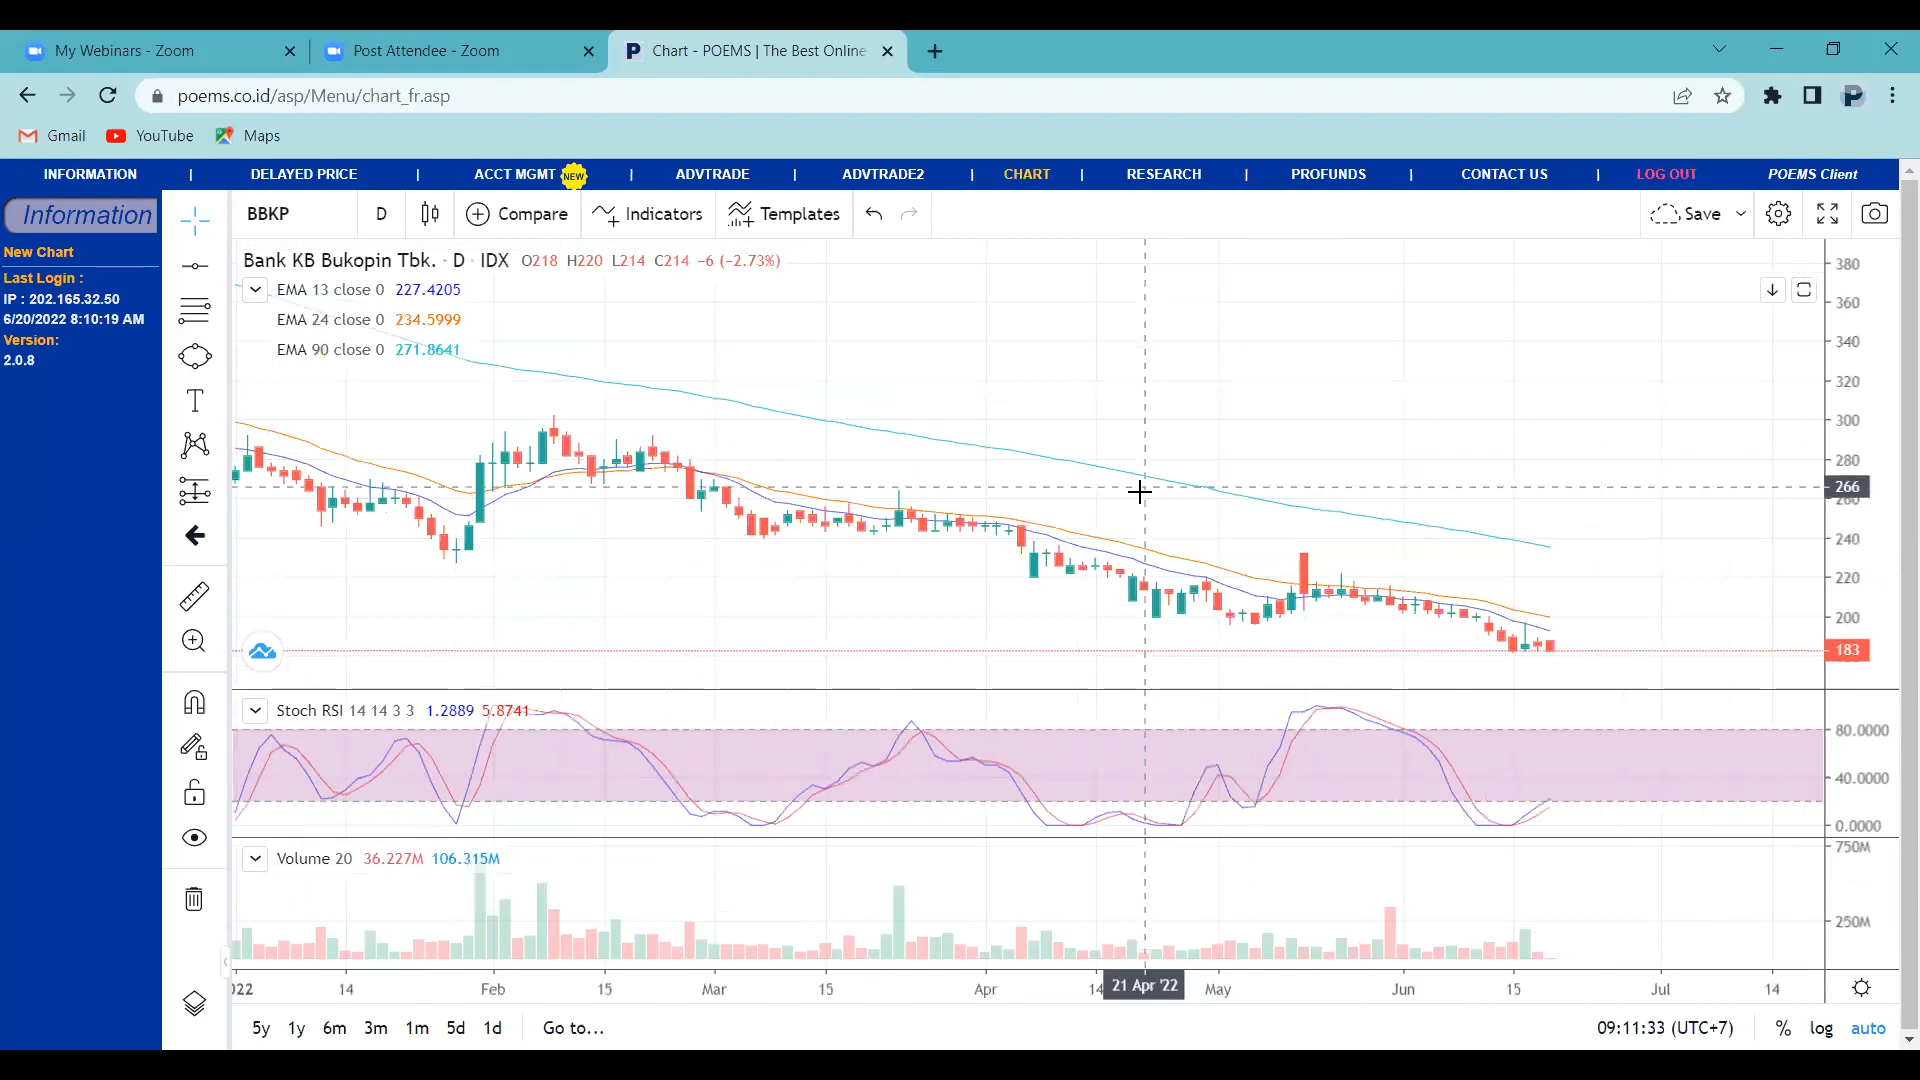 My Webinars - Zoom
Post Attendee - Zoom
Chart - POEMS | The Best Online
poems.co.id/asp/Menu/chart_fr.asp
Gmail
YouTube
Maps
INFORMATION | DELAYED PRICE | ACCT MGMT NEW | ADVTRADE | ADVTRADE2 | CHART | RESEARCH | PROFUNDS | CONTACT US | LOG OUT POEMS Client
Information
New Chart
Last Login :
IP : 202.165.32.50
6/20/2022 8:10:19 AM
Version:
2.0.8
BBKP D Compare Indicators Templates Save
Bank KB Bukopin Tbk. · D · IDX O218 H220 L214 C214 -6 (-2.73%)
EMA 13 close 0 227.4205
EMA 24 close 0 234.5999
EMA 90 close 0 271.8641
380
360
340
320
300
280
266
260
240
220
200
183
Stoch RSI 14 14 3 3 1.2889 5.8741
80.0000
40.0000
0.0000
Volume 20 36.227M 106.315M
750M
250M
2022 14 Feb 15 Mar 15 Apr 14 21 Apr '22 May Jun 15 Jul 14
5y 1y 6m 3m 1m 5d 1d Go to... 09:11:33 (UTC+7) % log auto